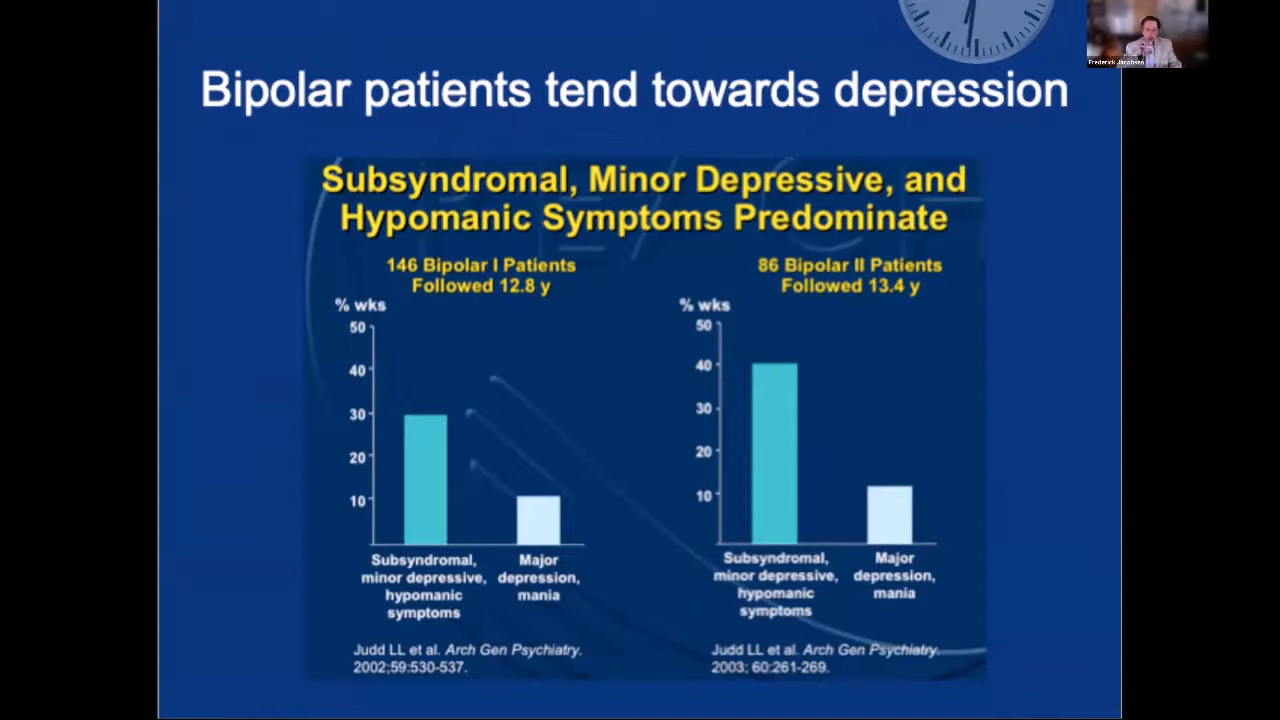 Frederick Jacobsen
Bipolar patients tend towards depression
Subsyndromal, Minor Depressive, and
Hypomanic Symptoms Predominate
146 Bipolar I Patients
Followed 12.8 y
% wks
50
40
30
20
10
Subsyndromal,
minor depressive,
hypomanic
symptoms
Major
depression,
mania
Judd LL et al. Arch Gen Psychiatry.
2002;59:530-537.
86 Bipolar II Patients
Followed 13.4 y
% wks
50
40
30
20
10
Subsyndromal,
minor depressive,
hypomanic
symptoms
Major
depression,
mania
Judd LL et al. Arch Gen Psychiatry.
2003; 60:261-269.